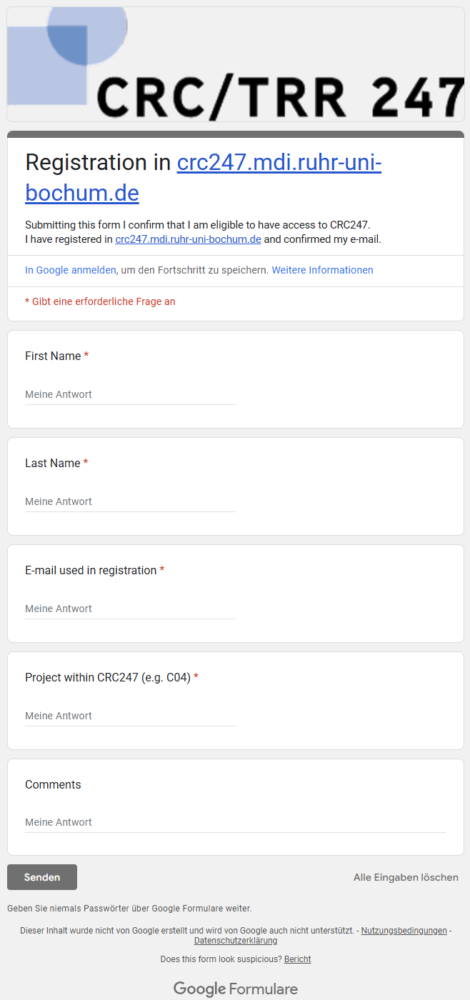 CRC/TRR 247
Registration in crc247.mdi.ruhr-uni-
bochum.de
Submitting this form I confirm that I am eligible to have access to CRC247.
I have registered in crc247.mdi.ruhr-uni-bochum.de and confirmed my e-mail.
In Google anmelden, um den Fortschritt zu speichern. Weitere Informationen
* Gibt eine erforderliche Frage an
First Name *
Meine Antwort
Last Name *
Meine Antwort
E-mail used in registration *
Meine Antwort
Project within CRC247 (e.g. C04) *
Meine Antwort
Comments
Meine Antwort
Senden
Alle Eingaben löschen
Geben Sie niemals Passwörter über Google Formulare weiter.
Dieser Inhalt wurde nicht von Google erstellt und wird von Google auch nicht unterstützt. - Nutzungsbedingungen -
Datenschutzerklärung
Does this form look suspicious? Bericht
Google Formulare